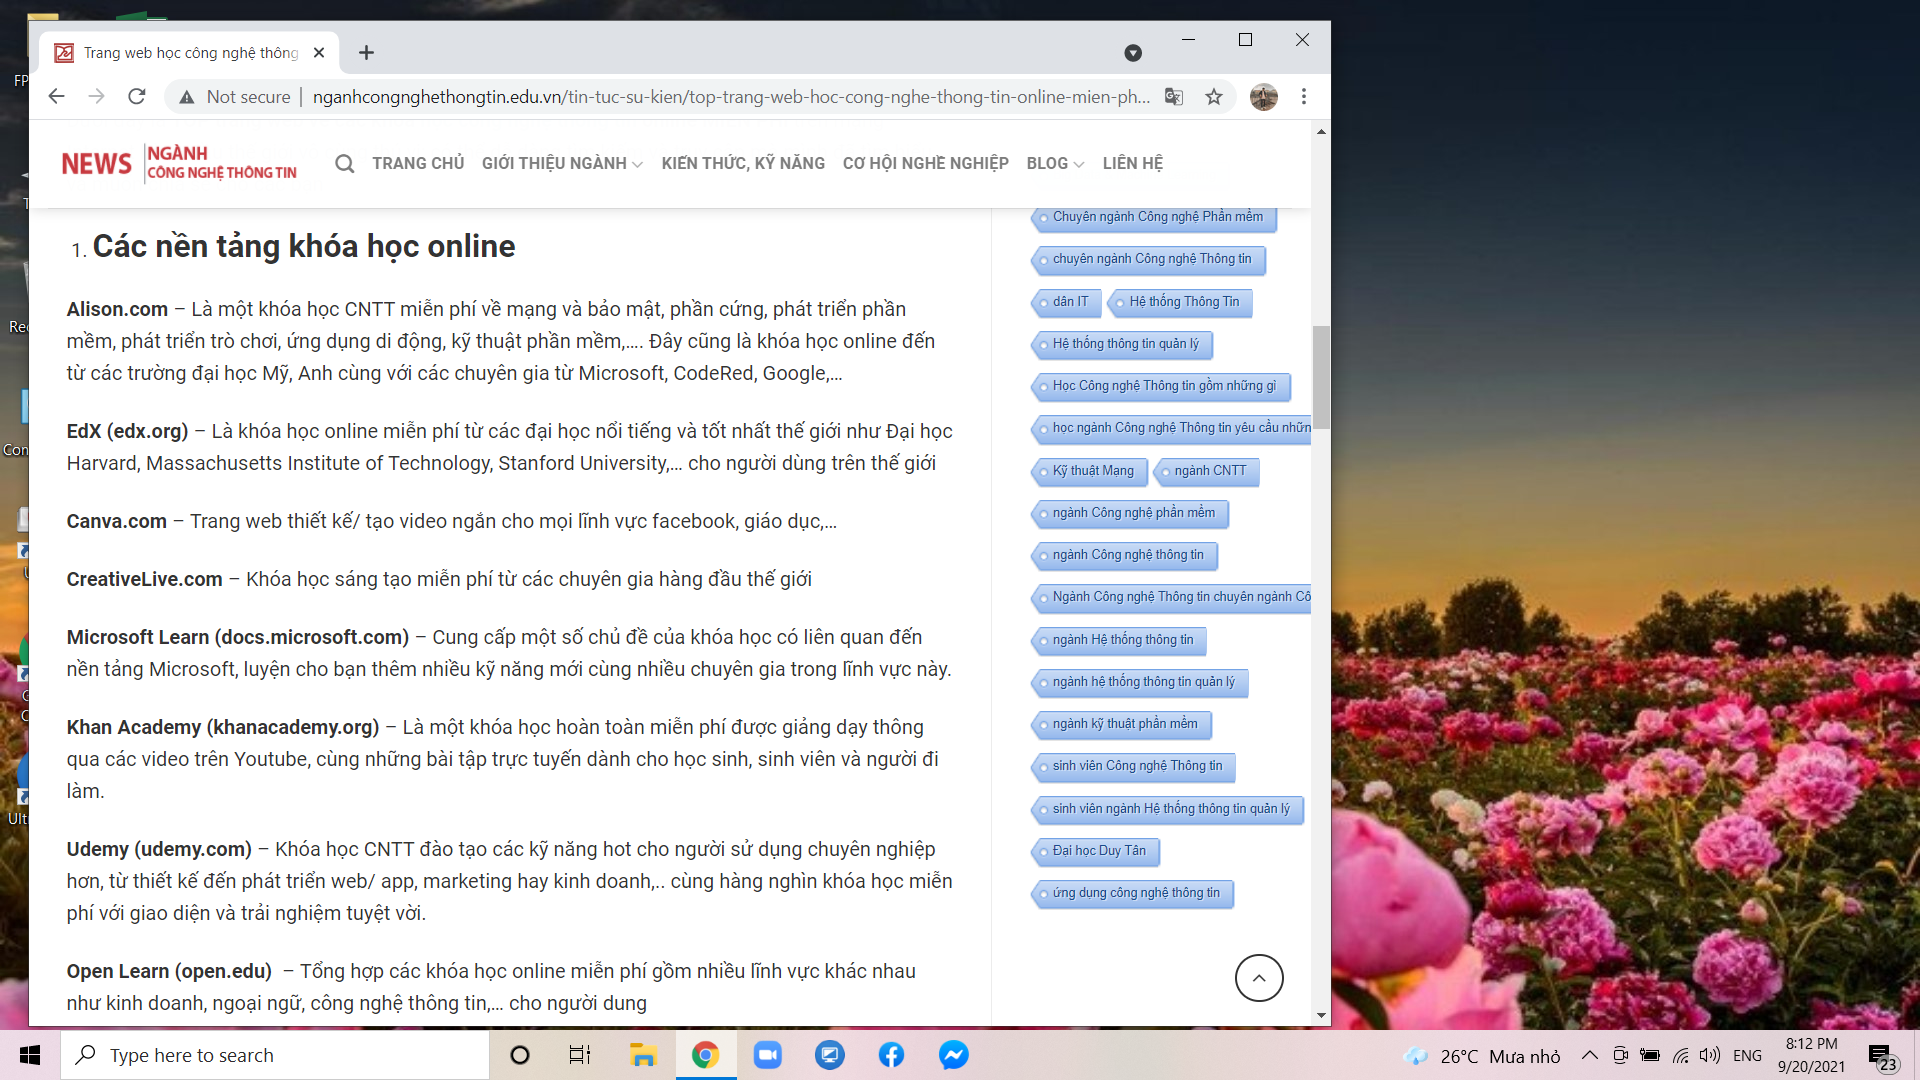 Trang web học công nghệ thông
Not secure
nganhcongnghethongtin.edu.vn/tin-tuc-su-kien/top-trang-web-hoc-cong-nghe-thong-tin-online-mien-ph...
NEWS
NGÀNH
CÔNG NGHỆ THÔNG TIN
TRANG CHỦ GIỚI THIỆU NGÀNH KIẾN THỨC, KỸ NĂNG CƠ HỘI NGHỀ NGHIỆP BLOG LIÊN HỆ
1. Các nền tảng khóa học online
Alison.com – Là một khóa học CNTT miễn phí về mạng và bảo mật, phần cứng, phát triển phần
mềm, phát triển trò chơi, ứng dụng di động, kỹ thuật phần mềm,…. Đây cũng là khóa học online đến
từ các trường đại học Mỹ, Anh cùng với các chuyên gia từ Microsoft, CodeRed, Google,…
EdX (edx.org) – Là khóa học online miễn phí từ các đại học nổi tiếng và tốt nhất thế giới như Đại học
Harvard, Massachusetts Institute of Technology, Stanford University,… cho người dùng trên thế giới
Canva.com – Trang web thiết kế/ tạo video ngắn cho mọi lĩnh vực facebook, giáo dục,…
CreativeLive.com – Khóa học sáng tạo miễn phí từ các chuyên gia hàng đầu thế giới
Microsoft Learn (docs.microsoft.com) – Cung cấp một số chủ đề của khóa học có liên quan đến
nền tảng Microsoft, luyện cho bạn thêm nhiều kỹ năng mới cùng nhiều chuyên gia trong lĩnh vực này.
Khan Academy (khanacademy.org) – Là một khóa học hoàn toàn miễn phí được giảng dạy thông
qua các video trên Youtube, cùng những bài tập trực tuyến dành cho học sinh, sinh viên và người đi
làm.
Udemy (udemy.com) – Khóa học CNTT đào tạo các kỹ năng hot cho người sử dụng chuyên nghiệp
hơn, từ thiết kế đến phát triển web/ app, marketing hay kinh doanh,.. cùng hàng nghìn khóa học miễn
phí với giao diện và trải nghiệm tuyệt vời.
Open Learn (open.edu) – Tổng hợp các khóa học online miễn phí gồm nhiều lĩnh vực khác nhau
như kinh doanh, ngoại ngữ, công nghệ thông tin,… cho người dung
Chuyên ngành Công nghệ Phần mềm
chuyên ngành Công nghệ Thông tin
dân IT Hệ thống Thông Tin
Hệ thống thông tin quản lý
Học Công nghệ Thông tin gồm những gì
học ngành Công nghệ Thông tin yêu cầu nhữn
Kỹ thuật Mạng ngành CNTT
ngành Công nghệ phần mềm
ngành Công nghệ thông tin
Ngành Công nghệ Thông tin chuyên ngành Cô
ngành Hệ thống thông tin
ngành hệ thống thông tin quản lý
ngành kỹ thuật phần mềm
sinh viên Công nghệ Thông tin
sinh viên ngành Hệ thống thông tin quản lý
Đại học Duy Tân
ứng dụng công nghệ thông tin
FP
T
Rec
Con
U
G
C
Ult
Type here to search
26°C Mưa nhỏ
ENG
8:12 PM
9/20/2021
23